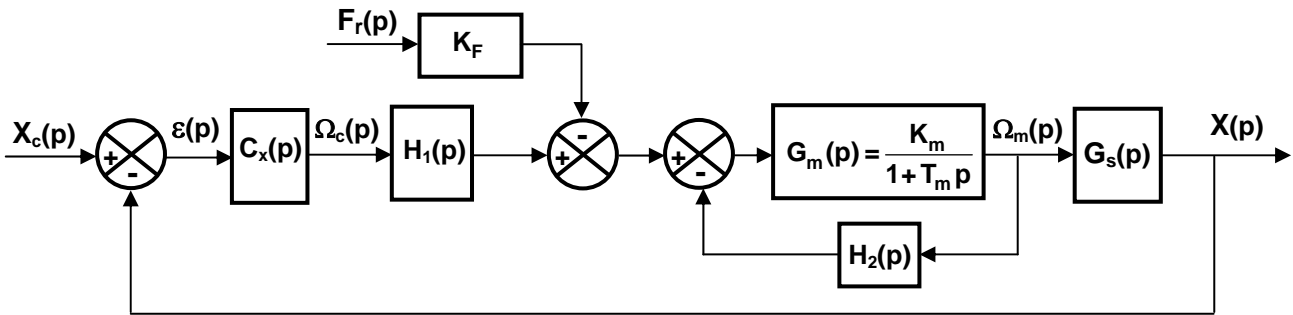 Fr(p)
KF
Xc(p)
+
-
ε(p)
Cx(p)
Ωc(p)
H1(p)
-
+
+
-
Gm(p) = Km / 1 + Tm p
Ωm(p)
Gs(p)
X(p)
H2(p)